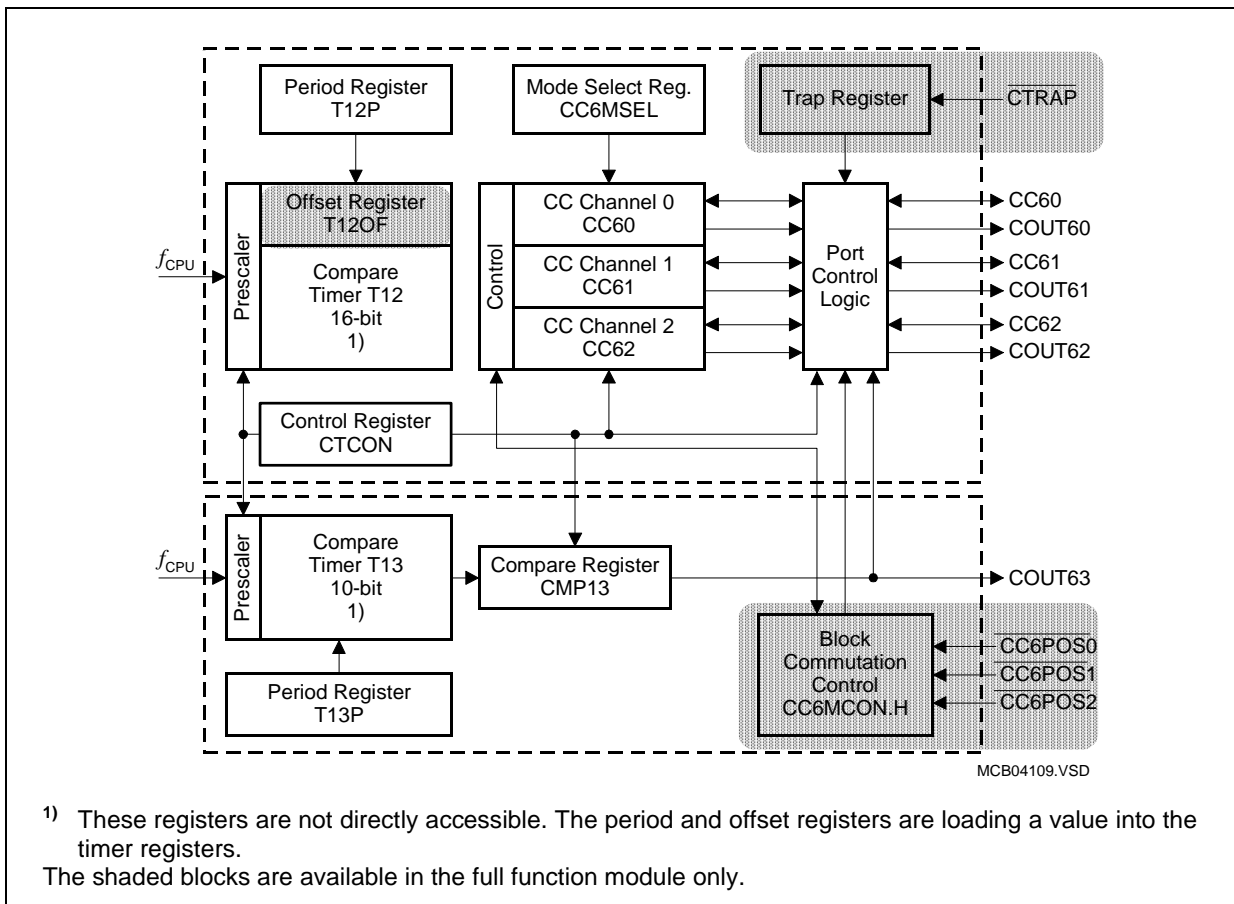 Period Register
T12P
Mode Select Reg.
CC6MSEL
Trap Register
CTRAP
Prescaler
Offset Register
T12OF
Compare
Timer T12
16-bit
1)
fCPU
Control
CC Channel 0
CC60
CC Channel 1
CC61
CC Channel 2
CC62
Port
Control
Logic
CC60
COUT60
CC61
COUT61
CC62
COUT62
Control Register
CTCON
fCPU
Prescaler
Compare
Timer T13
10-bit
1)
Compare Register
CMP13
COUT63
Period Register
T13P
Block
Commutation
Control
CC6MCON.H
CC6POS0
CC6POS1
CC6POS2
MCB04109.VSD
1) These registers are not directly accessible. The period and offset registers are loading a value into the
timer registers.
The shaded blocks are available in the full function module only.